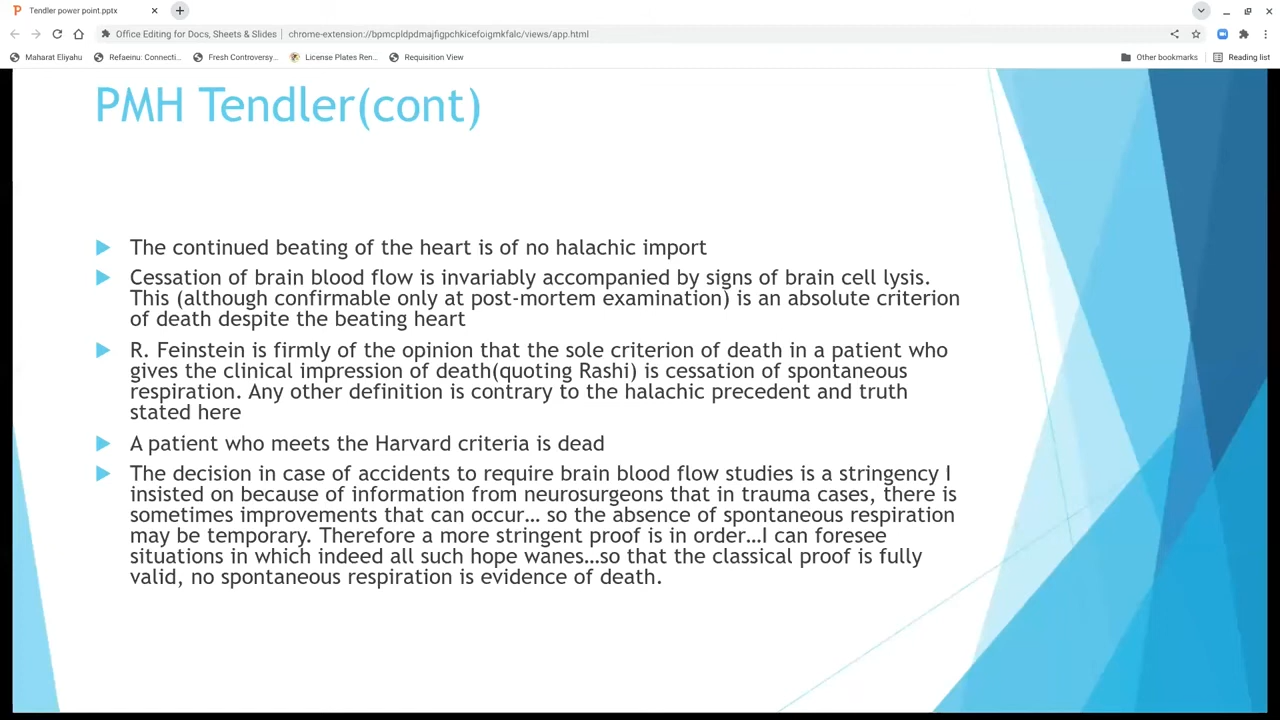 Tendler power point.pptx
Office Editing for Docs, Sheets & Slides | chrome-extension://bpmcpldpdmajfigpchkicefoigmkfalc/views/app.html
Maharat Eliyahu Refaeinu: Connecti... Fresh Controversy... License Plates Ren... Requisition View Other bookmarks Reading list
PMH Tendler(cont)
The continued beating of the heart is of no halachic import
Cessation of brain blood flow is invariably accompanied by signs of brain cell lysis.
This (although confirmable only at post-mortem examination) is an absolute criterion
of death despite the beating heart
R. Feinstein is firmly of the opinion that the sole criterion of death in a patient who
gives the clinical impression of death(quoting Rashi) is cessation of spontaneous
respiration. Any other definition is contrary to the halachic precedent and truth
stated here
A patient who meets the Harvard criteria is dead
The decision in case of accidents to require brain blood flow studies is a stringency I
insisted on because of information from neurosurgeons that in trauma cases, there is
sometimes improvements that can occur… so the absence of spontaneous respiration
may be temporary. Therefore a more stringent proof is in order…I can foresee
situations in which indeed all such hope wanes…so that the classical proof is fully
valid, no spontaneous respiration is evidence of death.